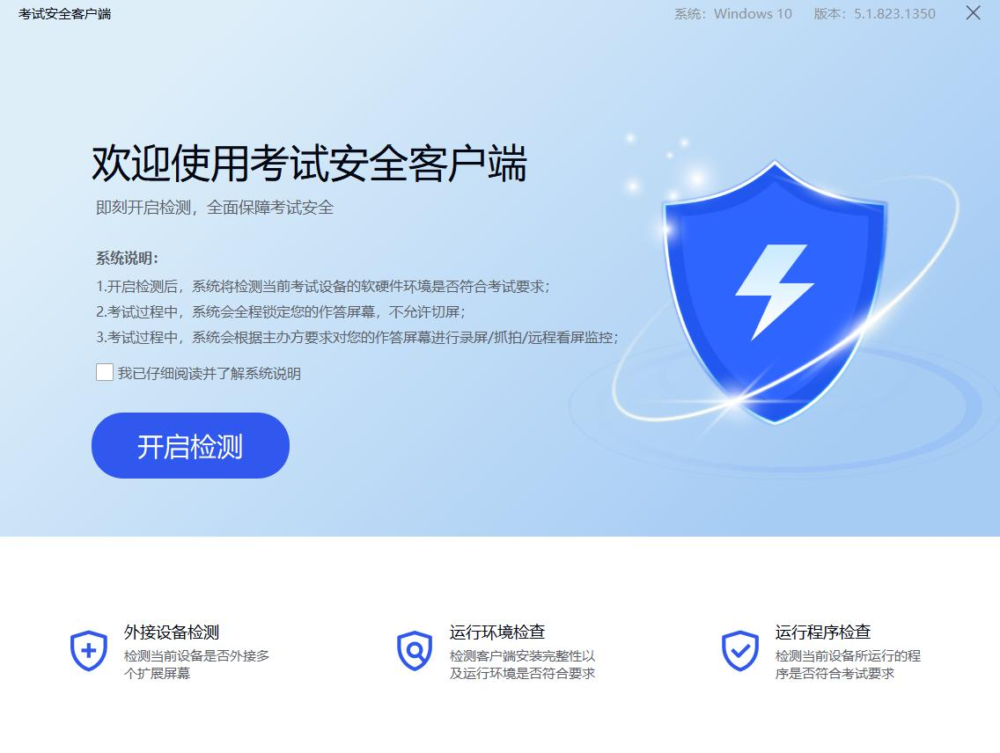 考试安全客户端
系统：Windows 10 版本：5.1.823.1350
欢迎使用考试安全客户端
即刻开启检测，全面保障考试安全
系统说明：
1.开启检测后，系统将检测当前考试设备的软硬件环境是否符合考试要求；
2.考试过程中，系统会全程锁定您的作答屏幕，不允许切屏；
3.考试过程中，系统会根据主办方要求对您的作答屏幕进行录屏/抓拍/远程看屏监控；
我已仔细阅读并了解系统说明
开启检测
外接设备检测
检测当前设备是否外接多
个扩展屏幕
运行环境检查
检测客户端安装完整性以
及运行环境是否符合要求
运行程序检查
检测当前设备所运行的程
序是否符合考试要求